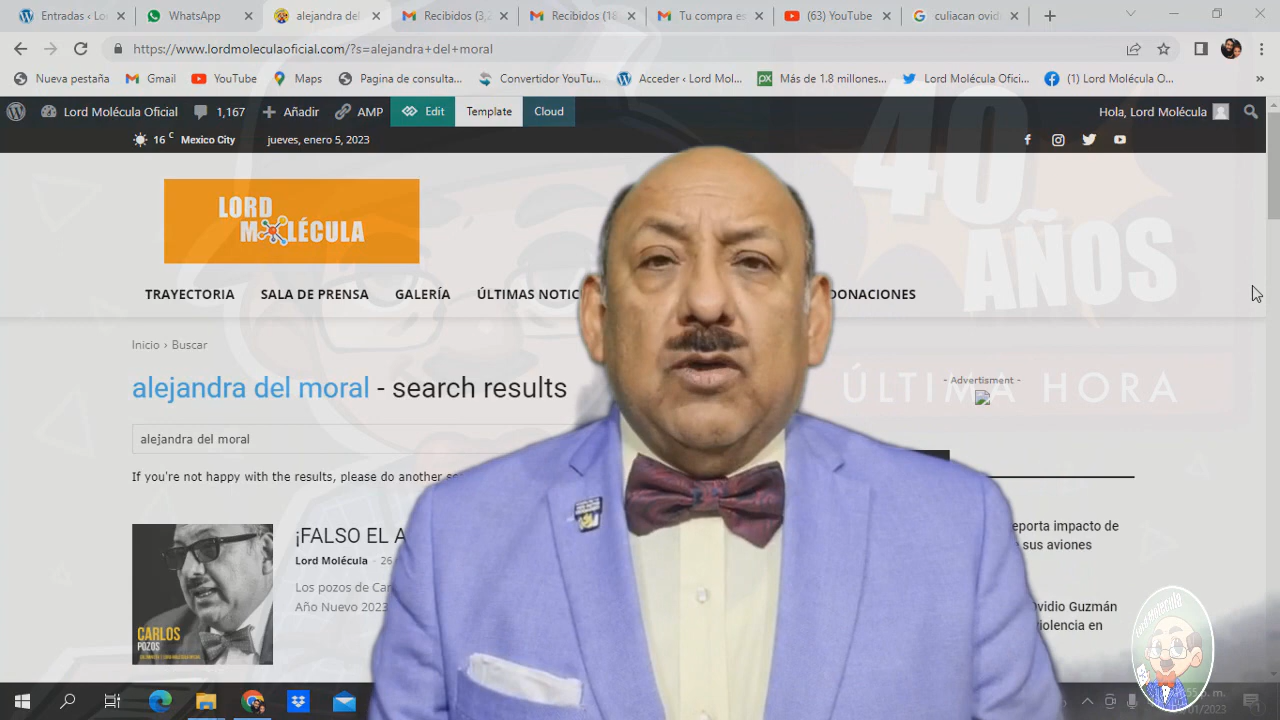 Entradas ‹ Lo
WhatsApp
alejandra del
Recibidos (3,2
Recibidos (18
Tu compra es
(63) YouTube
culiacan ovid
https://www.lordmoleculaoficial.com/?s=alejandra+del+moral
Nueva pestaña
Gmail
YouTube
Maps
Pagina de consulta...
Convertidor YouTu...
Acceder ‹ Lord Mol...
Más de 1.8 millones...
Lord Molécula Ofici...
(1) Lord Molécula O...
»
Lord Molécula Oficial
1,167
Añadir
AMP
Edit
Template
Cloud
Hola, Lord Molécula
16 C Mexico City
jueves, enero 5, 2023
40
AÑOS
LORD
MOLÉCULA
TRAYECTORIA
SALA DE PRENSA
GALERÍA
ÚLTIMAS NOTIC
DONACIONES
Inicio › Buscar
alejandra del moral - search results
- Advertisment -
ÚLTIMA HORA
alejandra del moral
If you're not happy with the results, please do another
¡FALSO EL A
Lord Molécula - 26
Los pozos de Car
Año Nuevo 2023
CARLOS
POZOS
eporta impacto de
sus aviones
vidio Guzmán
violencia en
Lord Molécula